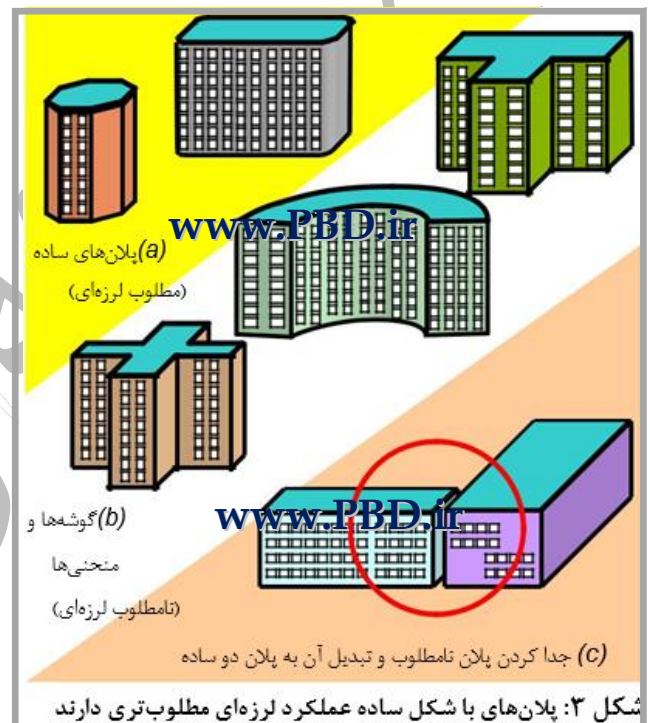 www.PBD.ir
(a) پلان‌های ساده
(مطلوب لرزه‌ای)
www.PBD.ir
(b) گوشه‌ها و
منحنی‌ها
(نامطلوب لرزه‌ای)
(c) جدا کردن پلان نامطلوب و تبدیل آن به پلان دو ساده
شکل ۳: پلان‌های با شکل ساده عملکرد لرزه‌ای مطلوب‌تری دارند